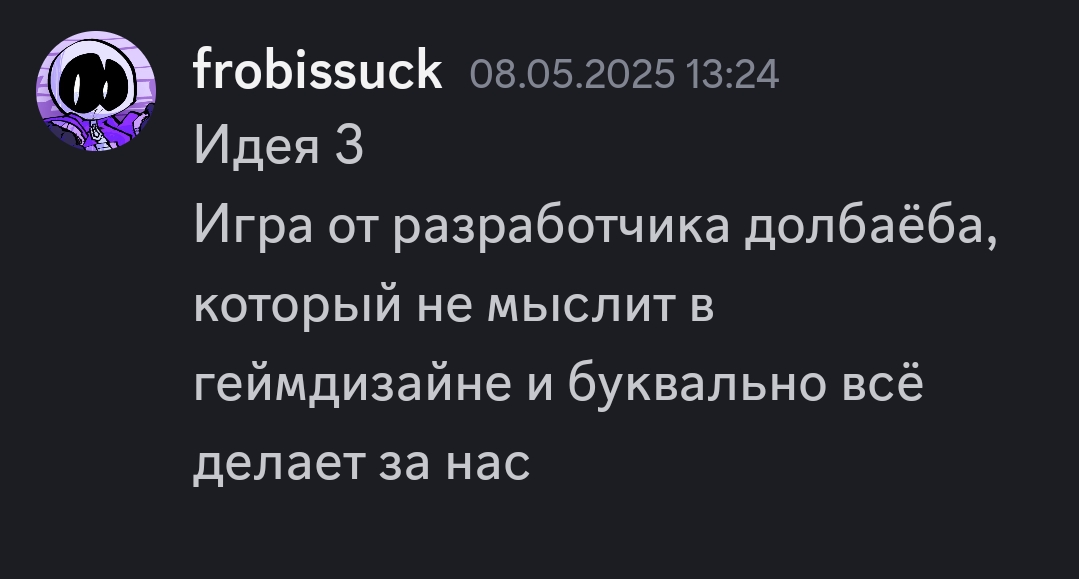 frobissuck 08.05.2025 13:24
Идея 3
Игра от разработчика долбаёба,
который не мыслит в
геймдизайне и буквально всё
делает за нас